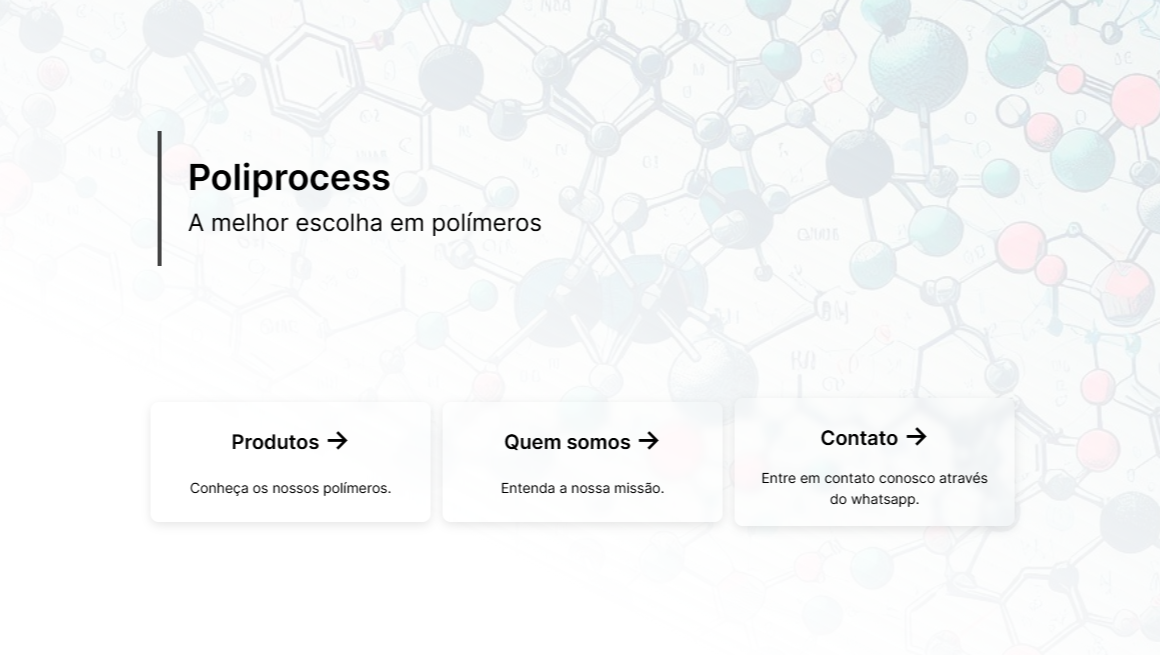 Poliprocess
A melhor escolha em polímeros
Produtos →
Conheça os nossos polímeros.
Quem somos →
Entenda a nossa missão.
Contato →
Entre em contato conosco através
do whatsapp.